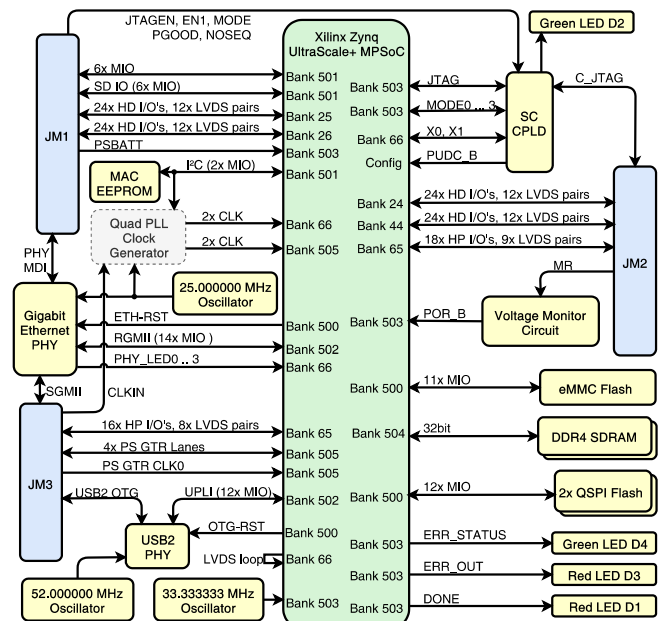 JTAGEN, EN1, MODE
PGOOD, NOSEQ
Xilinx Zynq
UltraScale+ MPSoC
Green LED D2
JM1
6x MIO
Bank 501
SD IO (6x MIO)
Bank 501
24x HD I/O's, 12x LVDS pairs
Bank 25
24x HD I/O's, 12x LVDS pairs
Bank 26
PSBATT
Bank 503
I²C (2x MIO)
Bank 501
MAC
EEPROM
Quad PLL
Clock
Generator
2x CLK
Bank 66
2x CLK
Bank 505
PHY
MDI
25.000000 MHz
Oscillator
Gigabit
Ethernet
PHY
ETH-RST
Bank 500
RGMII (14x MIO )
Bank 502
PHY_LED0 .. 3
Bank 66
SGMII
CLKIN
JM3
16x HP I/O's, 8x LVDS pairs
Bank 65
4x PS GTR Lanes
Bank 505
PS GTR CLK0
Bank 505
USB2 OTG
UPLI (12x MIO)
Bank 502
USB2
PHY
OTG-RST
Bank 500
LVDS loop
Bank 66
52.000000 MHz
Oscillator
33.333333 MHz
Oscillator
Bank 503
Bank 503
JTAG
Bank 503
MODE0 ... 3
Bank 66
X0, X1
Config
PUDC_B
SC
CPLD
C_JTAG
Bank 24
24x HD I/O's, 12x LVDS pairs
Bank 44
24x HD I/O's, 12x LVDS pairs
Bank 65
18x HP I/O's, 9x LVDS pairs
JM2
MR
Bank 503
POR_B
Voltage Monitor
Circuit
Bank 500
11x MIO
eMMC Flash
Bank 504
32bit
DDR4 SDRAM
Bank 500
12x MIO
2x QSPI Flash
Bank 503
ERR_STATUS
Green LED D4
Bank 503
ERR_OUT
Red LED D3
Bank 503
DONE
Red LED D1